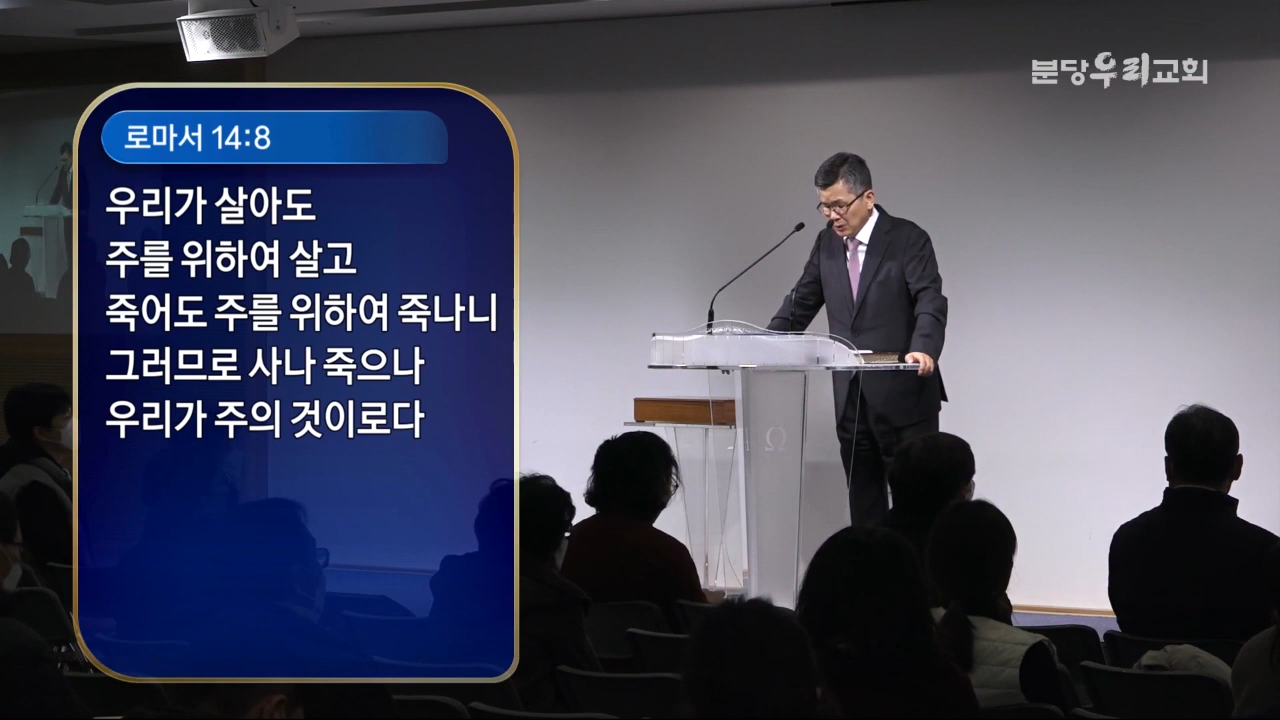 분당우리교회
로마서 14:8
우리가 살아도
주를 위하여 살고
죽어도 주를 위하여 죽나니
그러므로 사나 죽으나
우리가 주의 것이로다
Ω